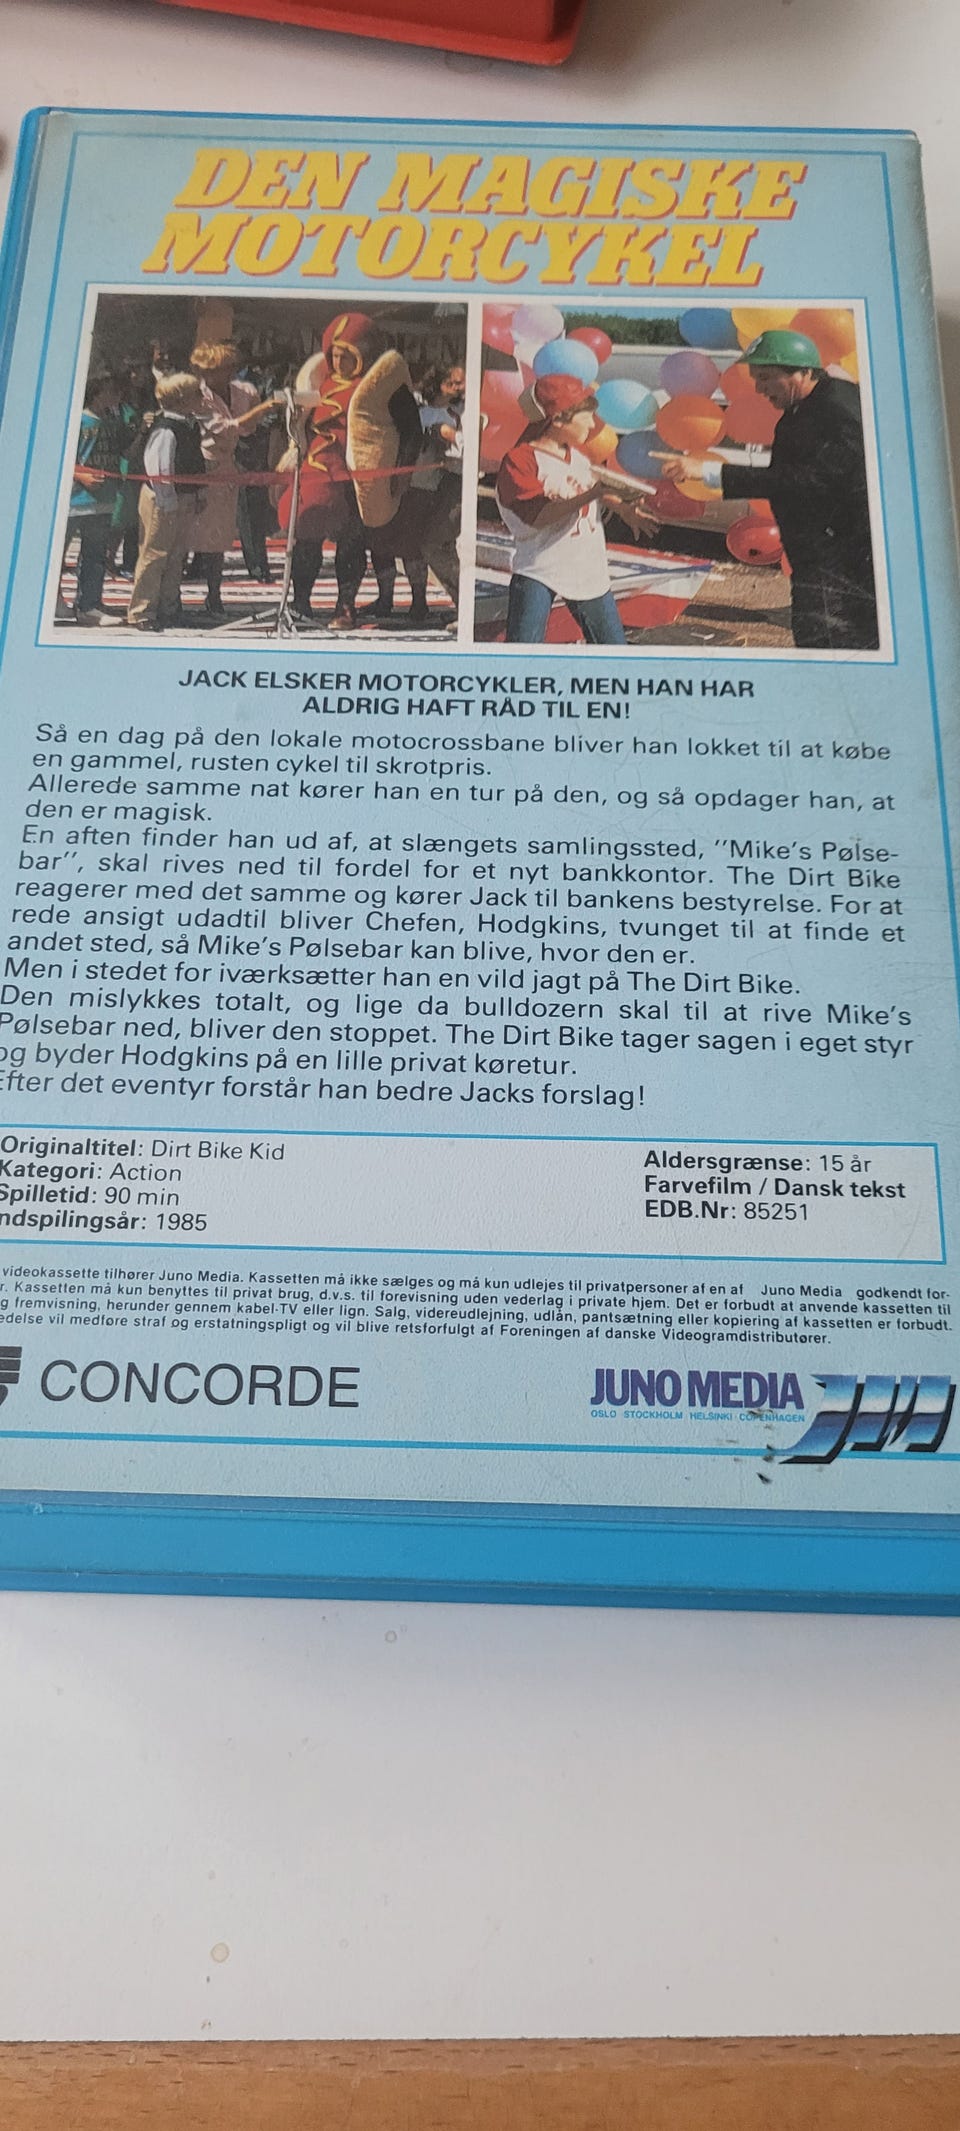 DEN MAGISKE
MOTORCYKEL
JACK ELSKER MOTORCYKLER, MEN HAN HAR
ALDRIG HAFT RÅD TIL EN!
Så en dag på den lokale motocrossbane bliver han lokket til at købe
en gammel, rusten cykel til skrotpris.
Allerede samme nat kører han en tur på den, og så opdager han, at
den er magisk.
En aften finder han ud af, at slængets samlingssted, ''Mike's Pølse-
bar'', skal rives ned til fordel for et nyt bankkontor. The Dirt Bike
reagerer med det samme og kører Jack til bankens bestyrelse. For at
rede ansigt udadtil bliver Chefen, Hodgkins, tvunget til at finde et
andet sted, så Mike's Pølsebar kan blive, hvor den er.
Men i stedet for iværksætter han en vild jagt på The Dirt Bike.
Den mislykkes totalt, og lige da bulldozern skal til at rive Mike's
Pølsebar ned, bliver den stoppet. The Dirt Bike tager sagen i eget styr
og byder Hodgkins på en lille privat køretur.
Efter det eventyr forstår han bedre Jacks forslag!
Originaltitel: Dirt Bike Kid
Kategori: Action
Spilletid: 90 min
ndspilingsår: 1985
Aldersgrænse: 15 år
Farvefilm / Dansk tekst
EDB.Nr: 85251
videokassette tilhører Juno Media. Kassetten må ikke sælges og må kun udlejes til privatpersoner af en af Juno Media godkendt for-
r. Kassetten må kun benyttes til privat brug, d.v.s. til forevisning uden vederlag i private hjem. Det er forbudt at anvende kassetten til
g fremvisning, herunder gennem kabel-TV eller lign. Salg, videreudlejning, udlån, pantsætning eller kopiering af kassetten er forbudt.
edelse vil medføre straf og erstatningspligt og vil blive retsforfulgt af Foreningen af danske Videogramdistributører.
CONCORDE
JUNO MEDIA
OSLO STOCKHOLM HELSINKI COPENHAGEN